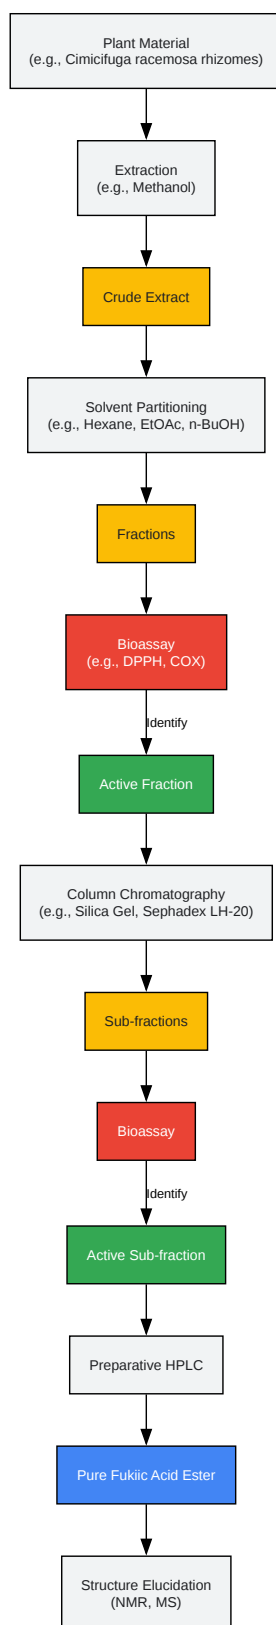 Plant Material
(e.g., Cimicifuga racemosa rhizomes)
Extraction
(e.g., Methanol)
Crude Extract
Solvent Partitioning
(e.g., Hexane, EtOAc, n-BuOH)
Fractions
Bioassay
(e.g., DPPH, COX)
Identify
Active Fraction
Column Chromatography
(e.g., Silica Gel, Sephadex LH-20)
Sub-fractions
Bioassay
Identify
Active Sub-fraction
Preparative HPLC
Pure Fukiic Acid Ester
Structure Elucidation
(NMR, MS)